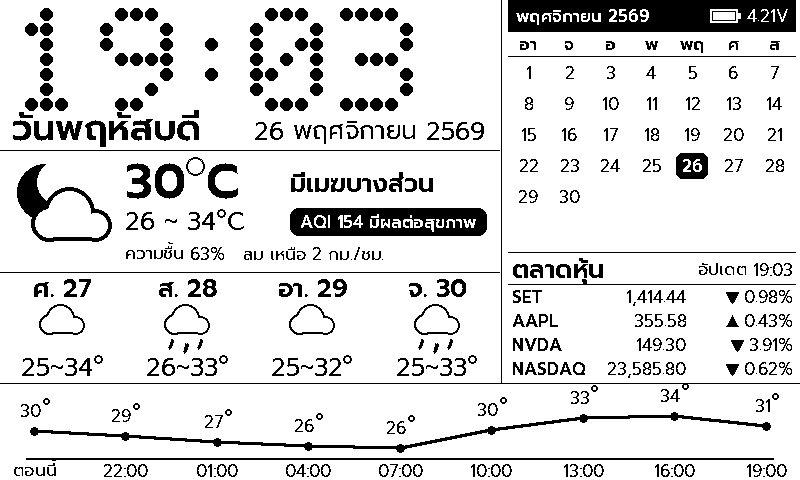 19:03
วันพฤหัสบดี 26 พฤศจิกายน 2569
30°C มีเมฆบางส่วน
26 ~ 34°C AQI 154 มีผลต่อสุขภาพ
ความชื้น 63% ลม เหนือ 2 กม./ชม.
ศ. 27 ส. 28 อา. 29 จ. 30
25~34° 26~33° 25~32° 25~33°
พฤศจิกายน 2569 4.21V
อา จ อ พ พฤ ศ ส
1 2 3 4 5 6 7
8 9 10 11 12 13 14
15 16 17 18 19 20 21
22 23 24 25 26 27 28
29 30
ตลาดหุ้น อัปเดต 19:03
SET 1,414.44 ▼ 0.98%
AAPL 355.58 ▲ 0.43%
NVDA 149.30 ▼ 3.91%
NASDAQ 23,585.80 ▼ 0.62%
30° 29° 27° 26° 26° 30° 33° 34° 31°
ตอนนี้ 22:00 01:00 04:00 07:00 10:00 13:00 16:00 19:00